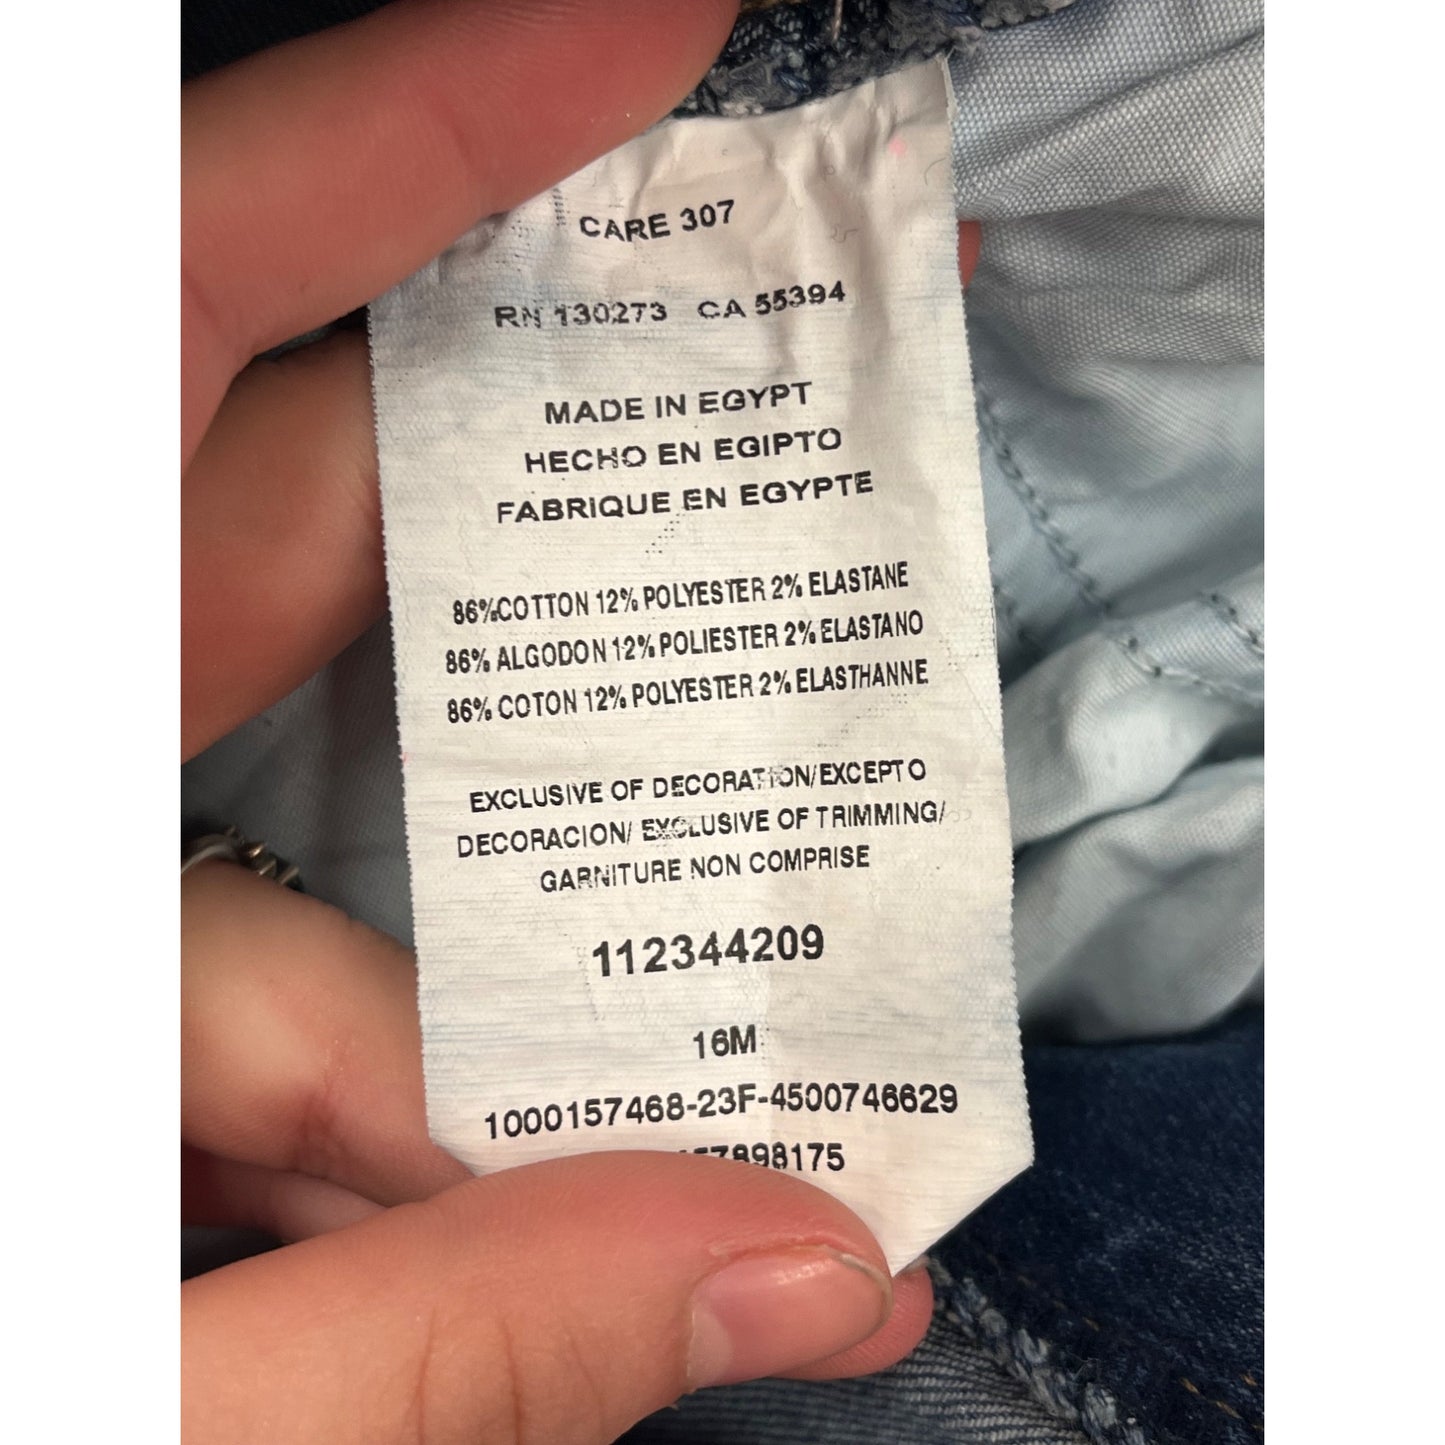 CARE 307
RN 130273 CA 55394
MADE IN EGYPT
HECHO EN EGIPTO
FABRIQUE EN EGYPTE
86%COTTON 12% POLYESTER 2% ELASTANE
86% ALGODON 12% POLIESTER 2% ELASTANO
86% COTON 12% POLYESTER 2% ELASTHANNE
EXCLUSIVE OF DECORATION/EXCEPTO
DECORACION/ EXCLUSIVE OF TRIMMING/
GARNITURE NON COMPRISE
112344209
16M
1000157468-23F-4500746629